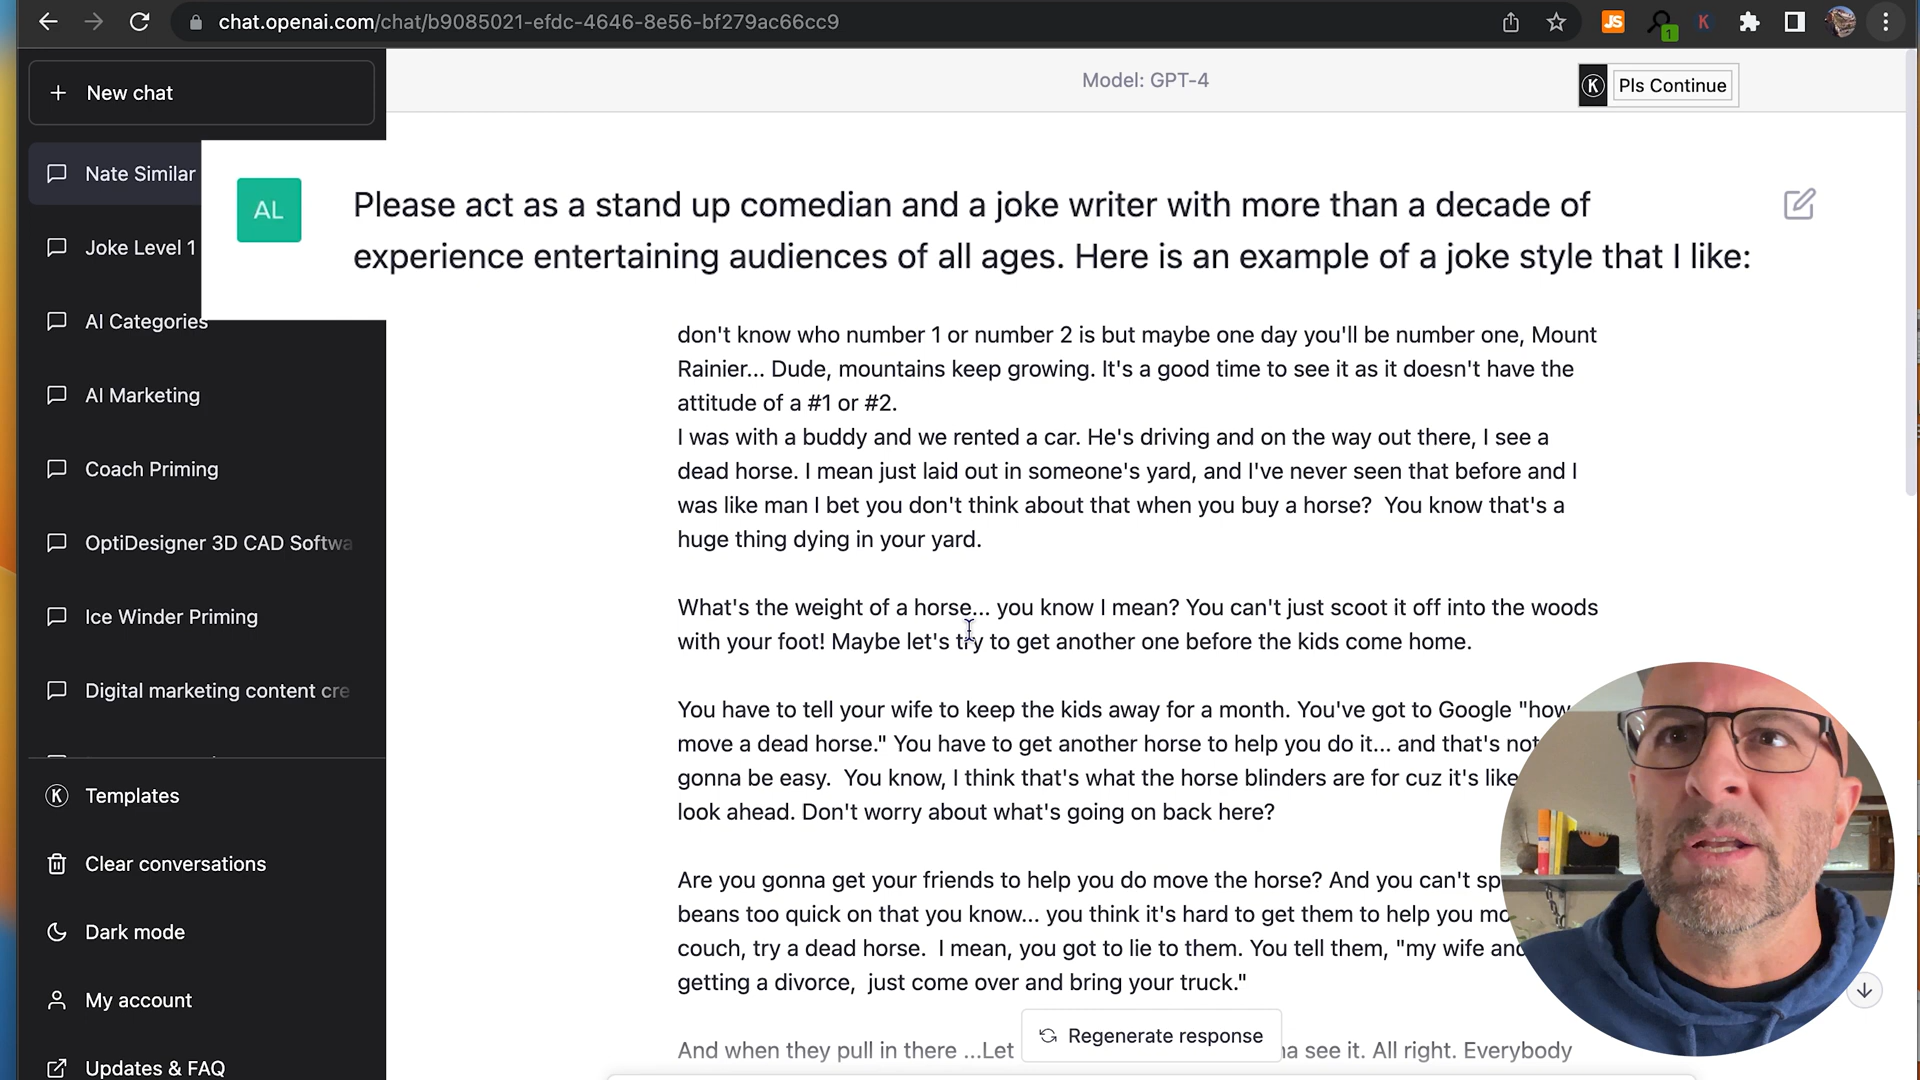 chat.openai.com/chat/b9085021-efdc-4646-8e56-bf279ac66cc9
JS
1
K
New chat
Model: GPT-4
K
Pls Continue
Nate Similar
Joke Level 1
AI Categories
AI Marketing
Coach Priming
OptiDesigner 3D CAD Softwa
Ice Winder Priming
Digital marketing content cre
Templates
Clear conversations
Dark mode
My account
Updates & FAQ
AL
Please act as a stand up comedian and a joke writer with more than a decade of
experience entertaining audiences of all ages. Here is an example of a joke style that I like:
don't know who number 1 or number 2 is but maybe one day you'll be number one, Mount
Rainier... Dude, mountains keep growing. It's a good time to see it as it doesn't have the
attitude of a #1 or #2.
I was with a buddy and we rented a car. He's driving and on the way out there, I see a
dead horse. I mean just laid out in someone's yard, and I've never seen that before and I
was like man I bet you don't think about that when you buy a horse? You know that's a
huge thing dying in your yard.
What's the weight of a horse... you know I mean? You can't just scoot it off into the woods
with your foot! Maybe let's try to get another one before the kids come home.
You have to tell your wife to keep the kids away for a month. You've got to Google "how
move a dead horse." You have to get another horse to help you do it... and that's not
gonna be easy. You know, I think that's what the horse blinders are for cuz it's like
look ahead. Don't worry about what's going on back here?
Are you gonna get your friends to help you do move the horse? And you can't sp
beans too quick on that you know... you think it's hard to get them to help you mo
couch, try a dead horse. I mean, you got to lie to them. You tell them, "my wife and
getting a divorce, just come over and bring your truck."
And when they pull in there ...Let
Regenerate response
na see it. All right. Everybody